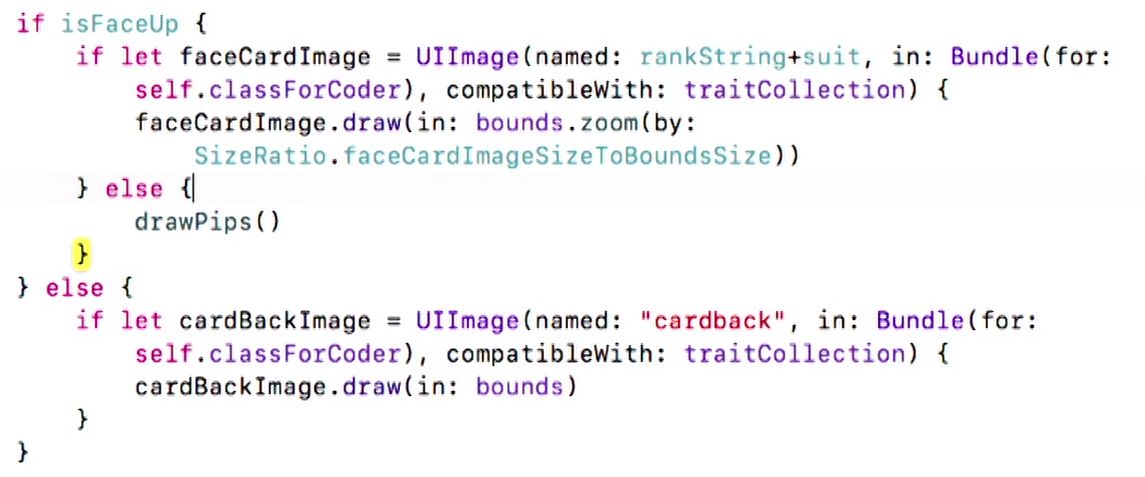 if isFaceUp {
    if let faceCardImage = UIImage(named: rankString+suit, in: Bundle(for:
        self.classForCoder), compatibleWith: traitCollection) {
        faceCardImage.draw(in: bounds.zoom(by:
            SizeRatio.faceCardImageSizeToBoundsSize))
    } else {
        drawPips()
    }
} else {
    if let cardBackImage = UIImage(named: "cardback", in: Bundle(for:
        self.classForCoder), compatibleWith: traitCollection) {
        cardBackImage.draw(in: bounds)
    }
}